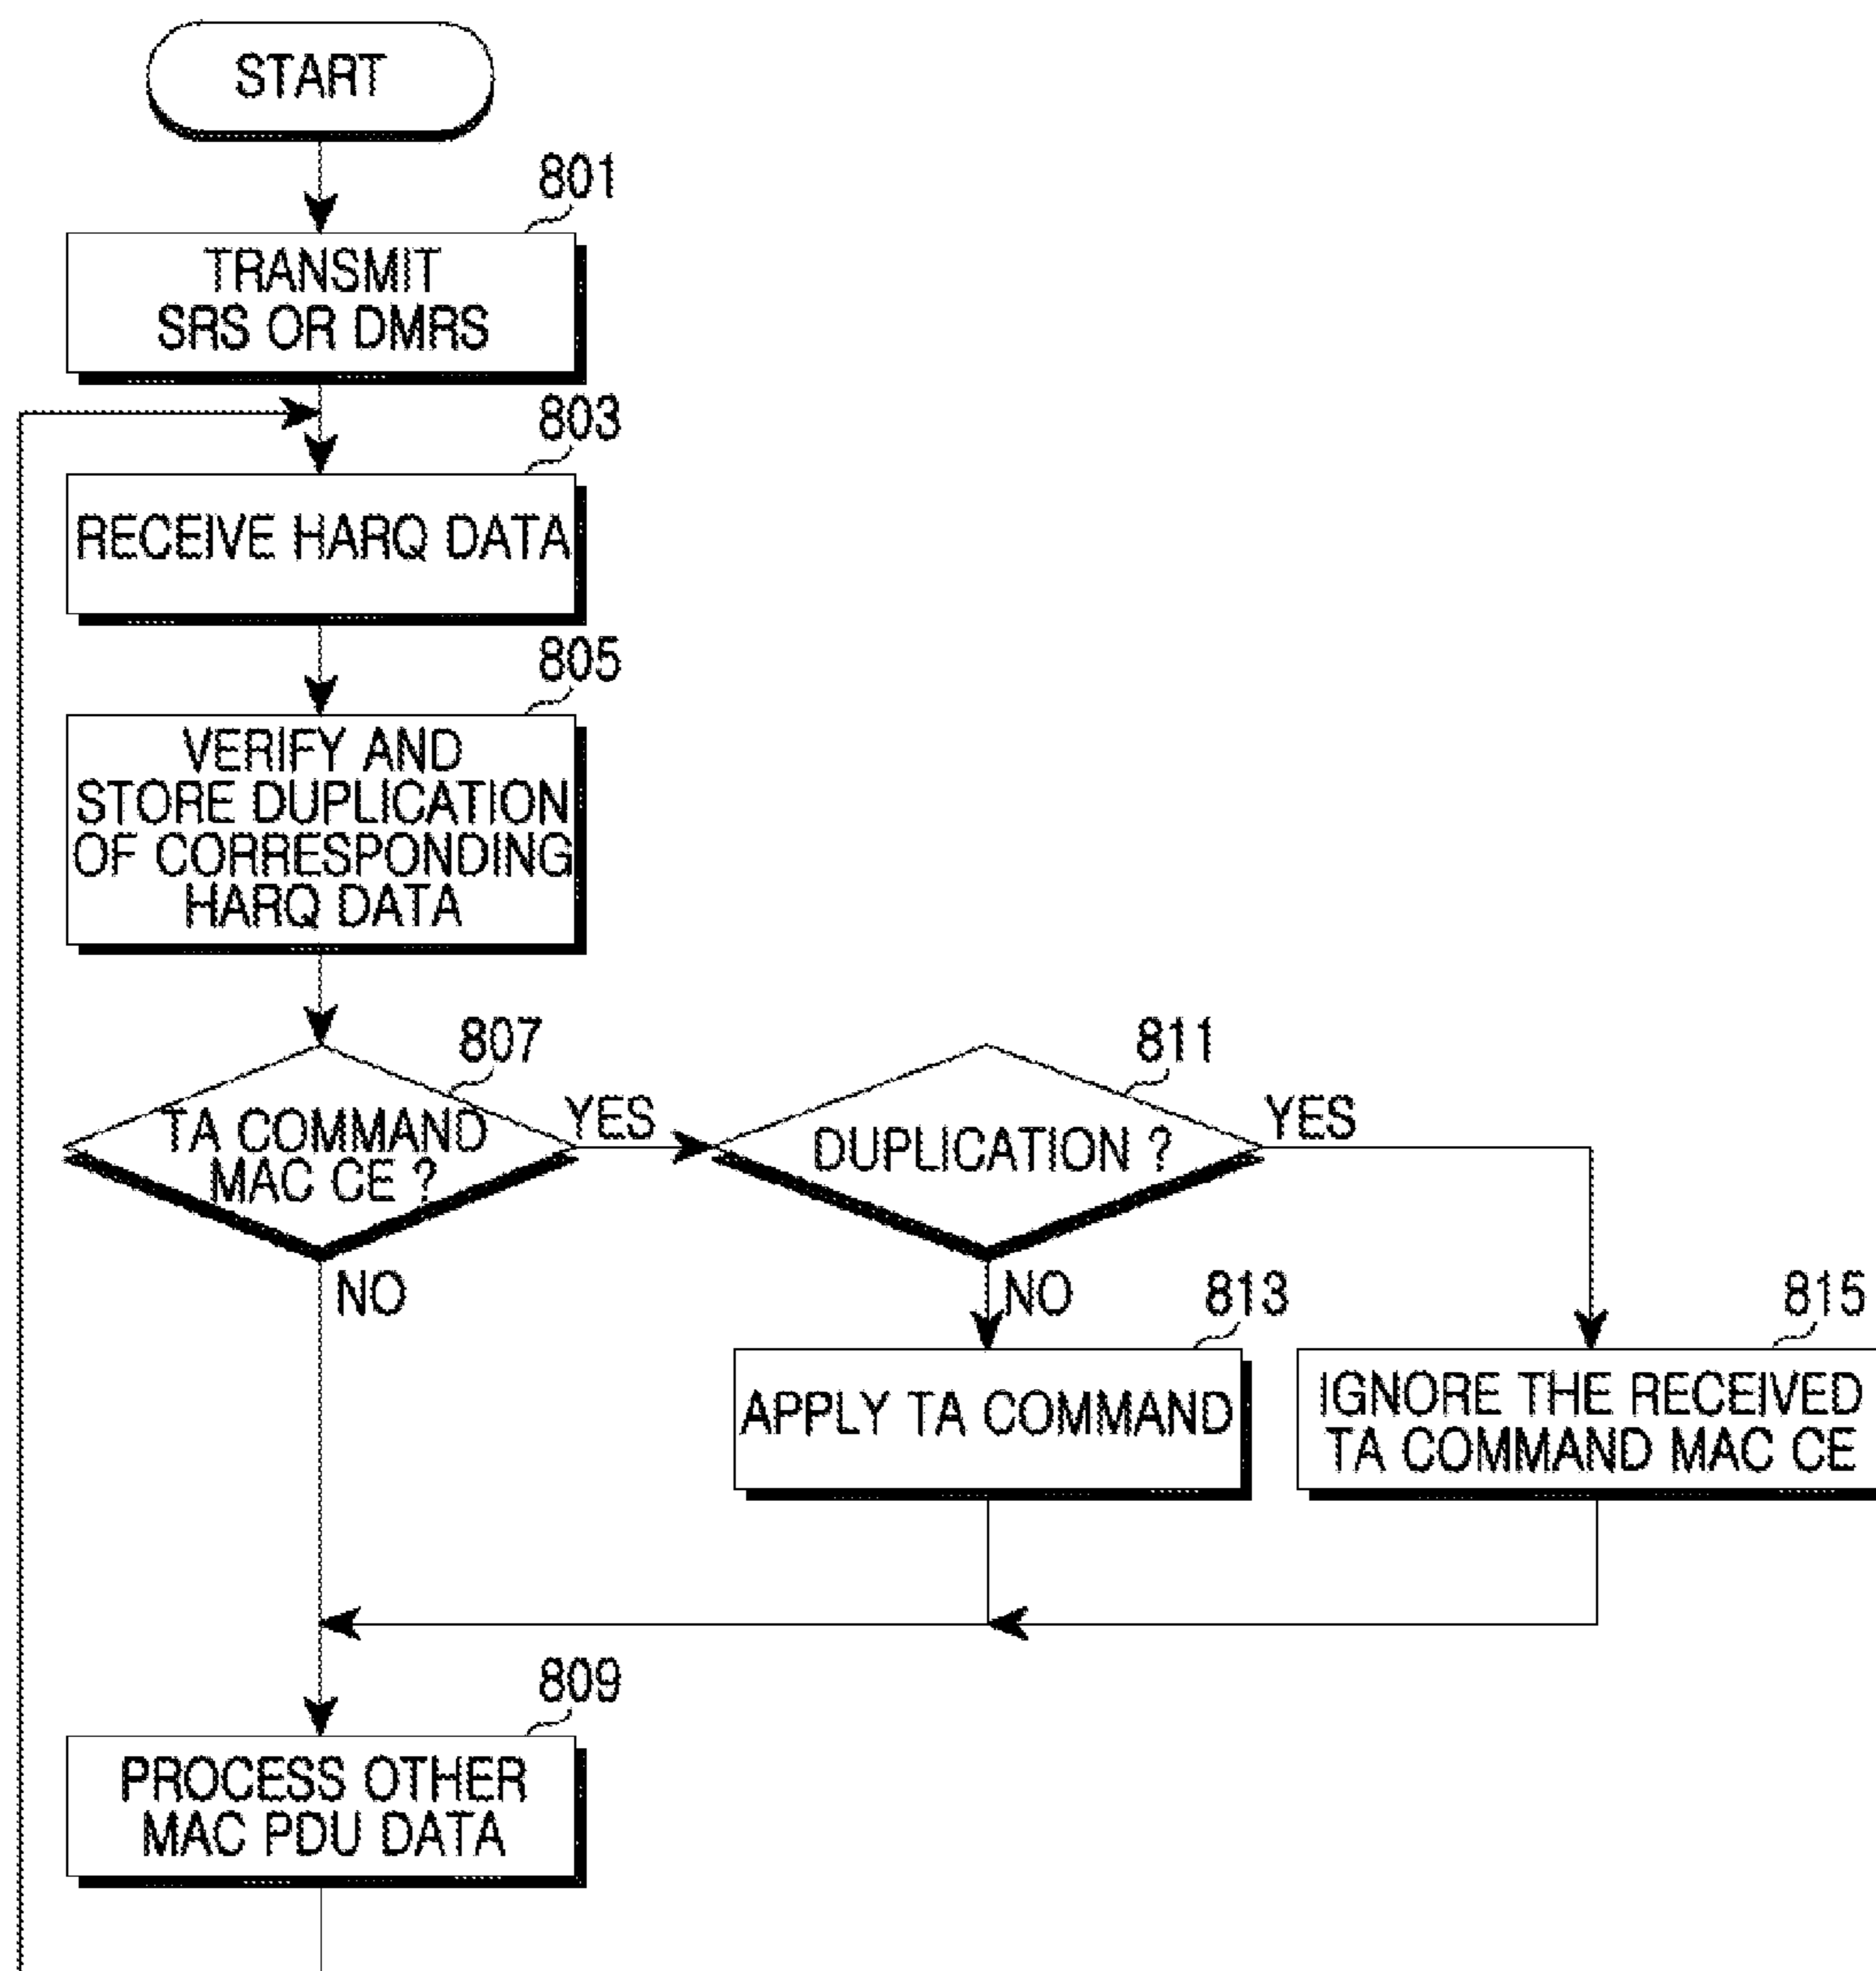 START
801
TRANSMIT
SRS OR DMRS
803
RECEIVE HARQ DATA
805
VERIFY AND
STORE DUPLICATION
OF CORRESPONDING
HARQ DATA
807
TA COMMAND
MAC CE ?
YES
NO
811
DUPLICATION ?
YES
NO
813
APPLY TA COMMAND
815
IGNORE THE RECEIVED
TA COMMAND MAC CE
809
PROCESS OTHER
MAC PDU DATA